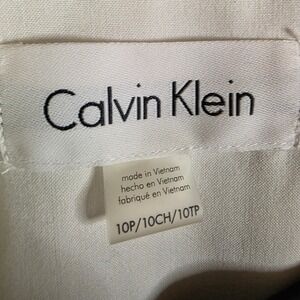 Calvin Klein
made in Vietnam
hecho en Vietnam
fabriqué en Vietnam
10P/10CH/10TP